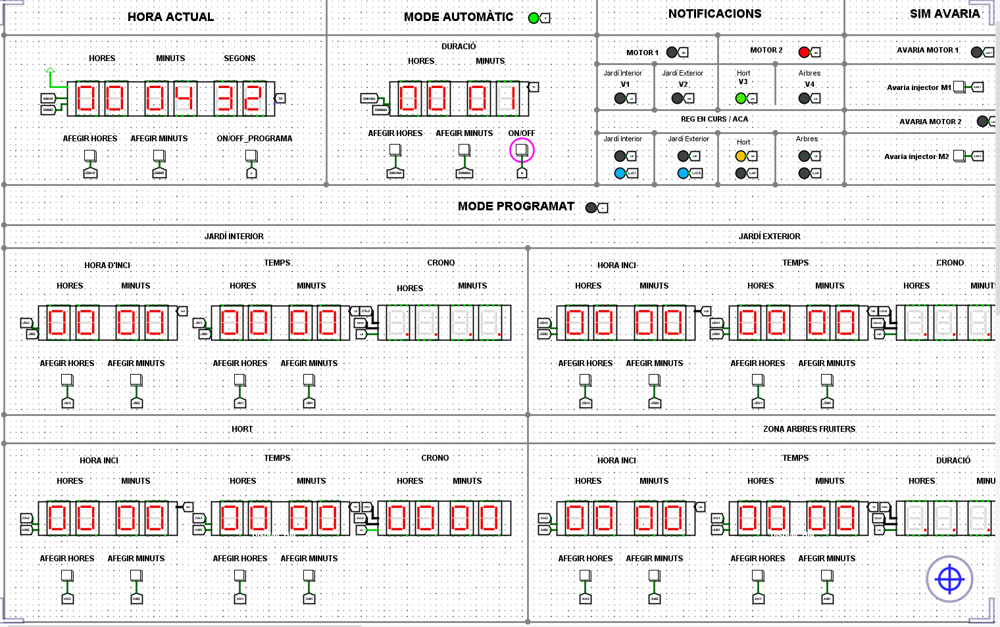 HORA ACTUAL
MODE AUTOMÀTIC
NOTIFICACIONS
SIM AVARIA
HORES
MINUTS
SEGONS
DURACIÓ
HORES
MINUTS
MOTOR 1
MOTOR 2
AVARIA MOTOR 1
Jardí Interior
V1
Jardí Exterior
V2
Hort
V3
Arbres
V4
Avaria injector M1
00 04 32
00 01
REG EN CURS / ACA
AVARIA MOTOR 2
AFEGIR HORES
AFEGIR MINUTS
ON/OFF_PROGRAMA
AFEGIR HORES
AFEGIR MINUTS
ON/OFF
Jardí Interior
Jardí Exterior
Hort
Arbres
Avaria injector M2
MODE PROGRAMAT
JARDÍ INTERIOR
JARDÍ EXTERIOR
HORA D'INCI
TEMPS
CRONO
HORA INCI
TEMPS
CRONO
HORES
MINUTS
HORES
MINUTS
HORES
MINUTS
HORES
MINUTS
HORES
MINUTS
HORES
MINUT
00 00
00 00
00 00
00 00
AFEGIR HORES
AFEGIR MINUTS
AFEGIR HORES
AFEGIR MINUTS
AFEGIR HORES
AFEGIR MINUTS
AFEGIR HORES
AFEGIR MINUTS
HORT
ZONA ARBRES FRUITERS
HORA INCI
TEMPS
CRONO
HORA INCI
TEMPS
DURACIÓ
HORES
MINUTS
HORES
MINUTS
HORES
MINUTS
HORES
MINUTS
HORES
MINUTS
HORES
MINU
00 00
00 00
00 00
00 00
00 00
AFEGIR HORES
AFEGIR MINUTS
AFEGIR HORES
AFEGIR MINUTS
AFEGIR HORES
AFEGIR MINUTS
AFEGIR HORES
AFEGIR MINUTS
HH2
HM2
HH1
HM1
AH2
AM2
AH1
AM1